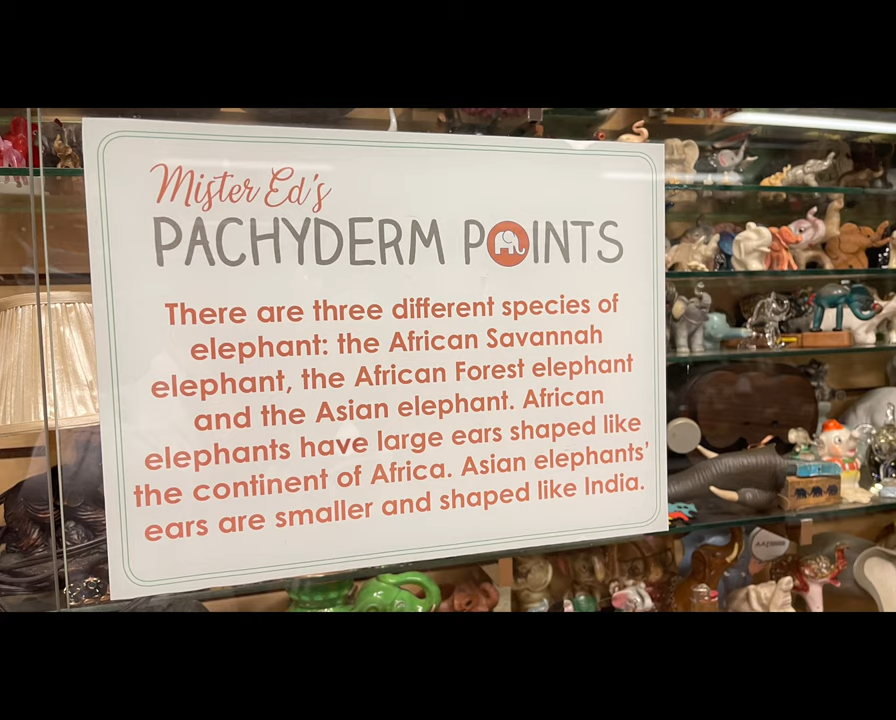 Mister Ed's
PACHYDERM POINTS
There are three different species of
elephant: the African Savannah
elephant, the African Forest elephant
and the Asian elephant. African
elephants have large ears shaped like
the continent of Africa. Asian elephants’
ears are smaller and shaped like India.